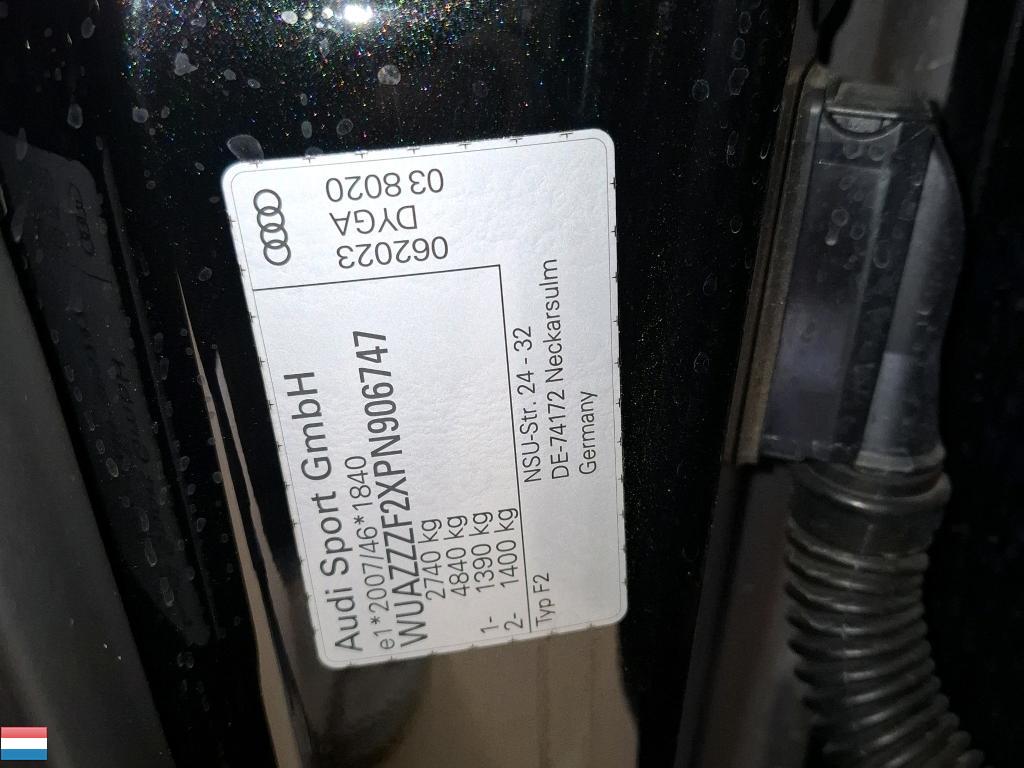 Audi Sport GmbH
e1*2007/46*1840
WUAZZZF2XPN906747
2740 kg
4840 kg
1- 1390 kg
2- 1400 kg
Typ F2
NSU-Str. 24 - 32
DE-74172 Neckarsulm
Germany
062023
DYGA
03 8020